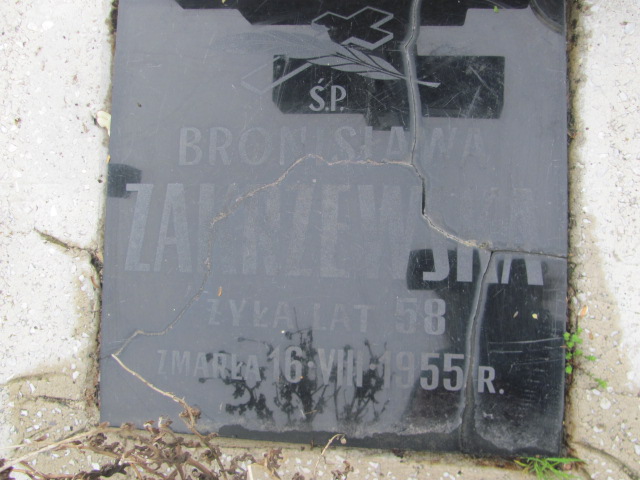 Ś.P.
BRONISŁAWA
ZAKRZEWSKA
ŻYŁA LAT 58
ZMARŁA 16·VIII·1955 R.